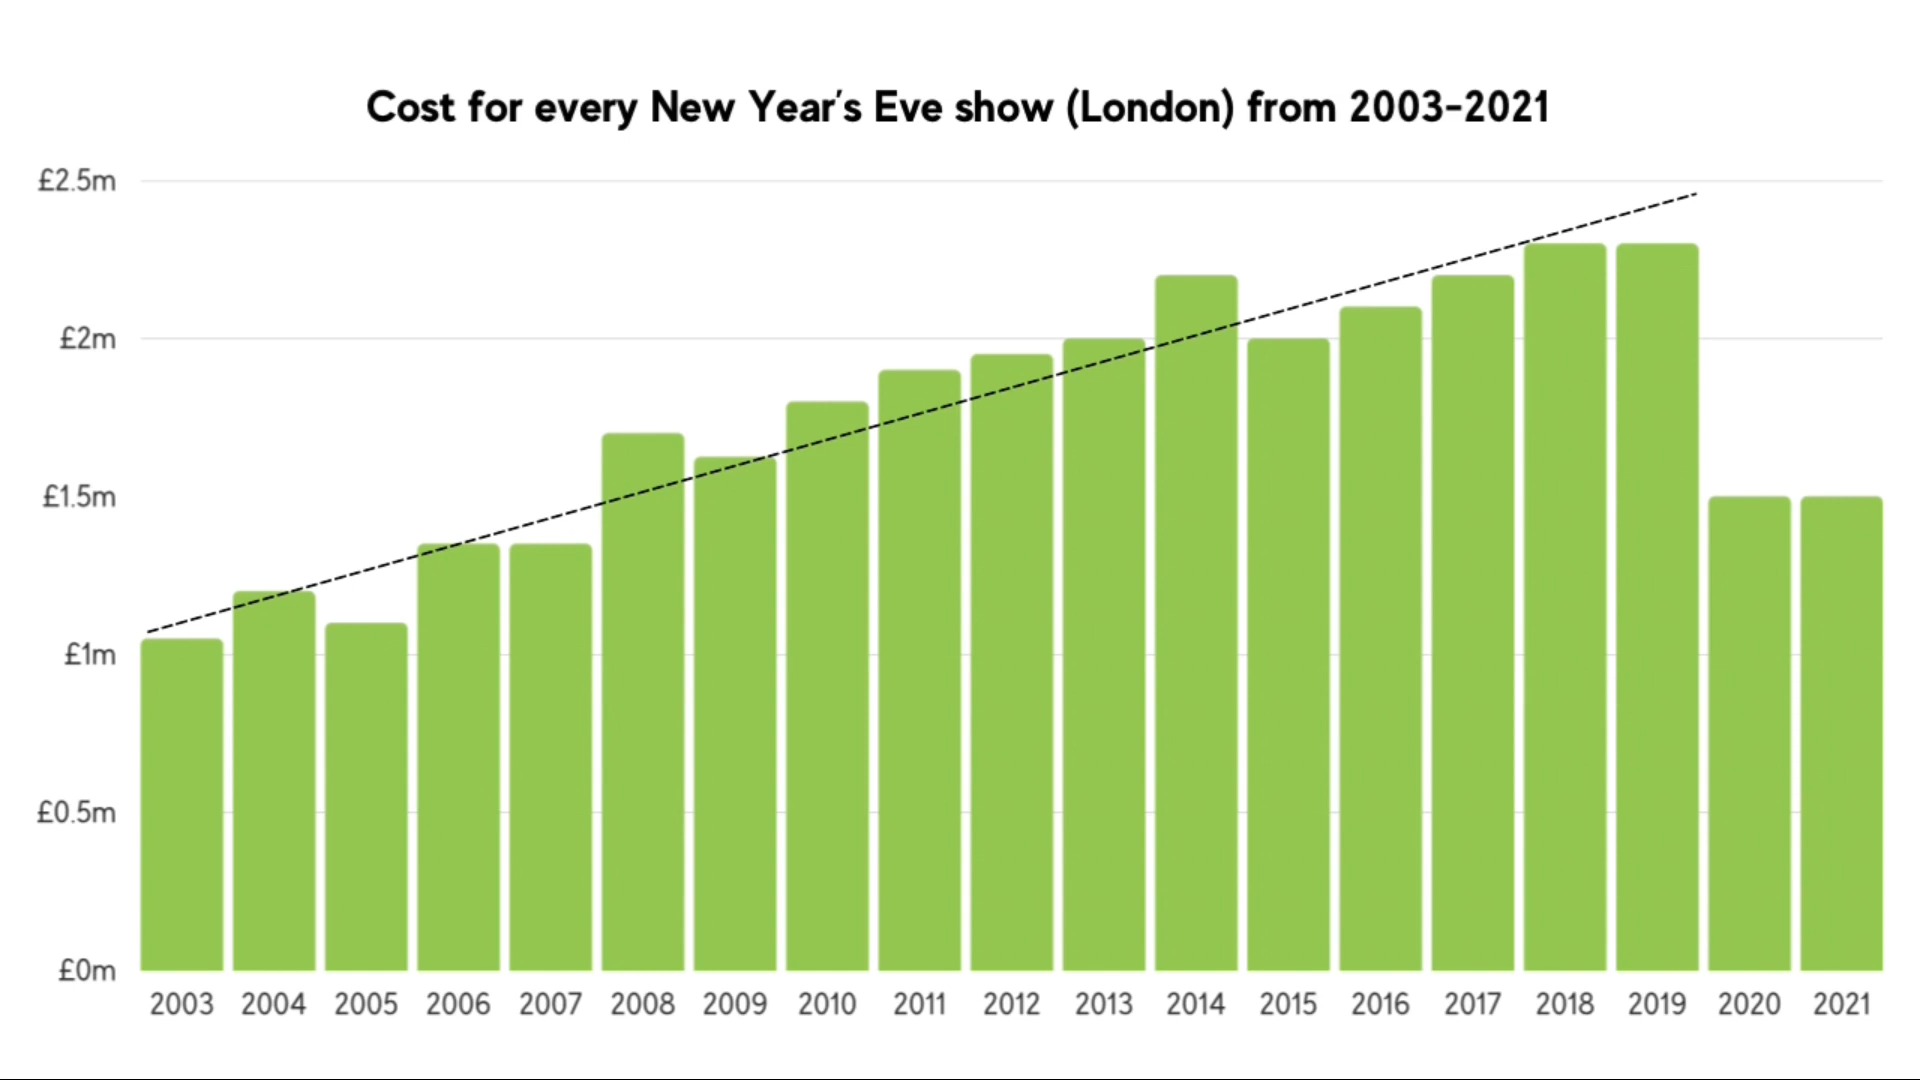 Cost for every New Year's Eve show (London) from 2003-2021
£2.5m
£2m
£1.5m
£1m
£0.5m
£0m
2003 2004 2005 2006 2007 2008 2009 2010 2011 2012 2013 2014 2015 2016 2017 2018 2019 2020 2021